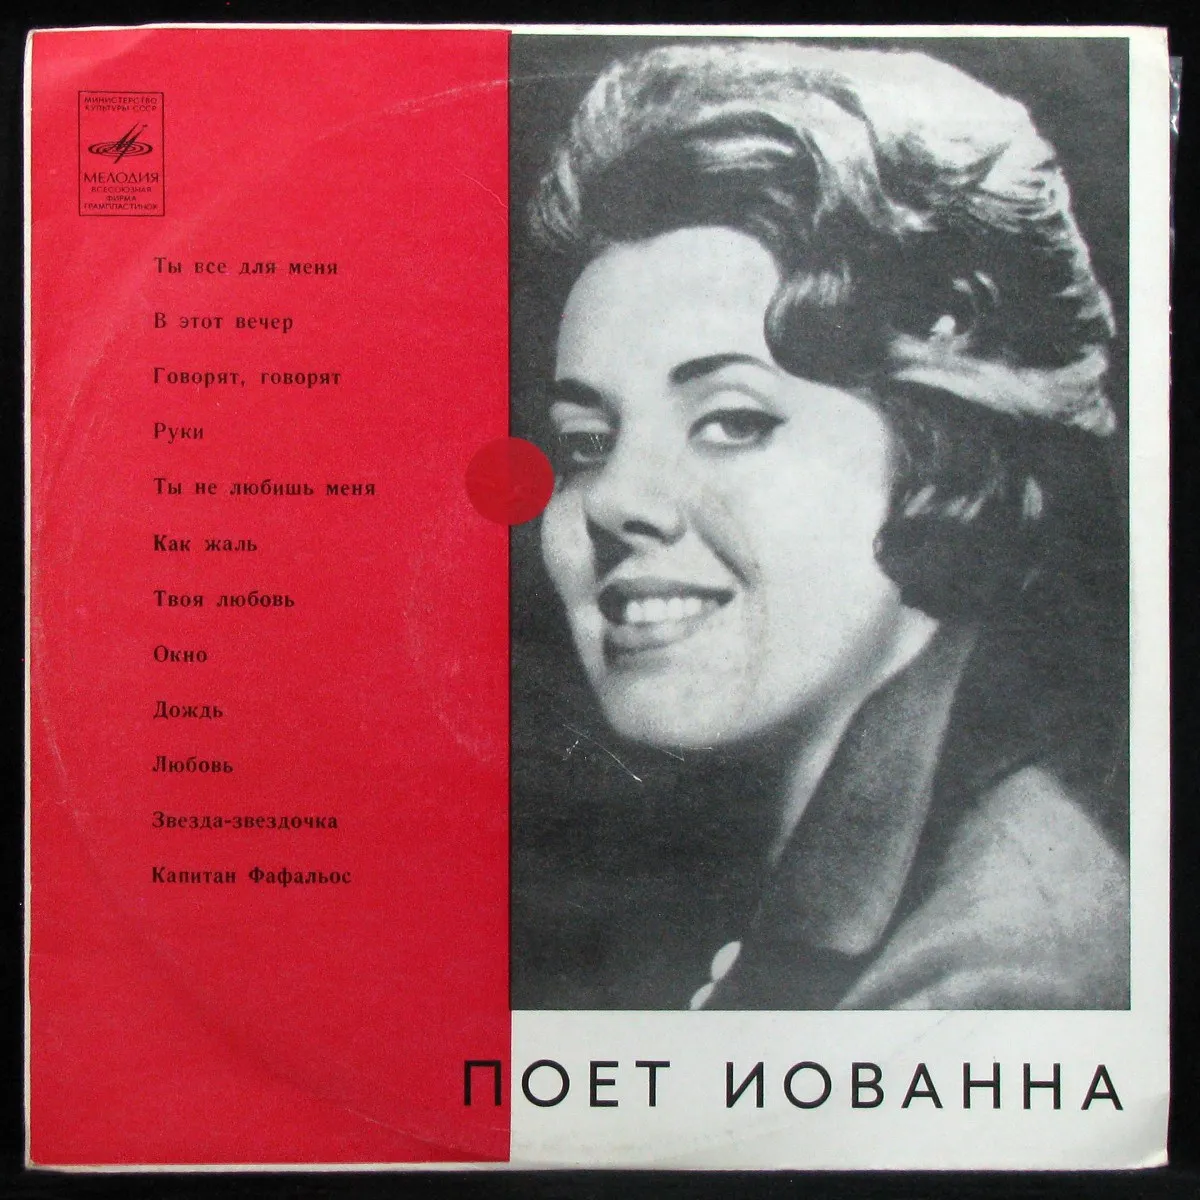 МИНИСТЕРСТВО
КУЛЬТУРЫ СССР
МЕЛОДИЯ
ВСЕСОЮЗНАЯ
ФИРМА
ГРАМПЛАСТИНОК
Ты все для меня
В этот вечер
Говорят, говорят
Руки
Ты не любишь меня
Как жаль
Твоя любовь
Окно
Дождь
Любовь
Звезда-звездочка
Капитан Фафальос
ПОЕТ ИОВАННА